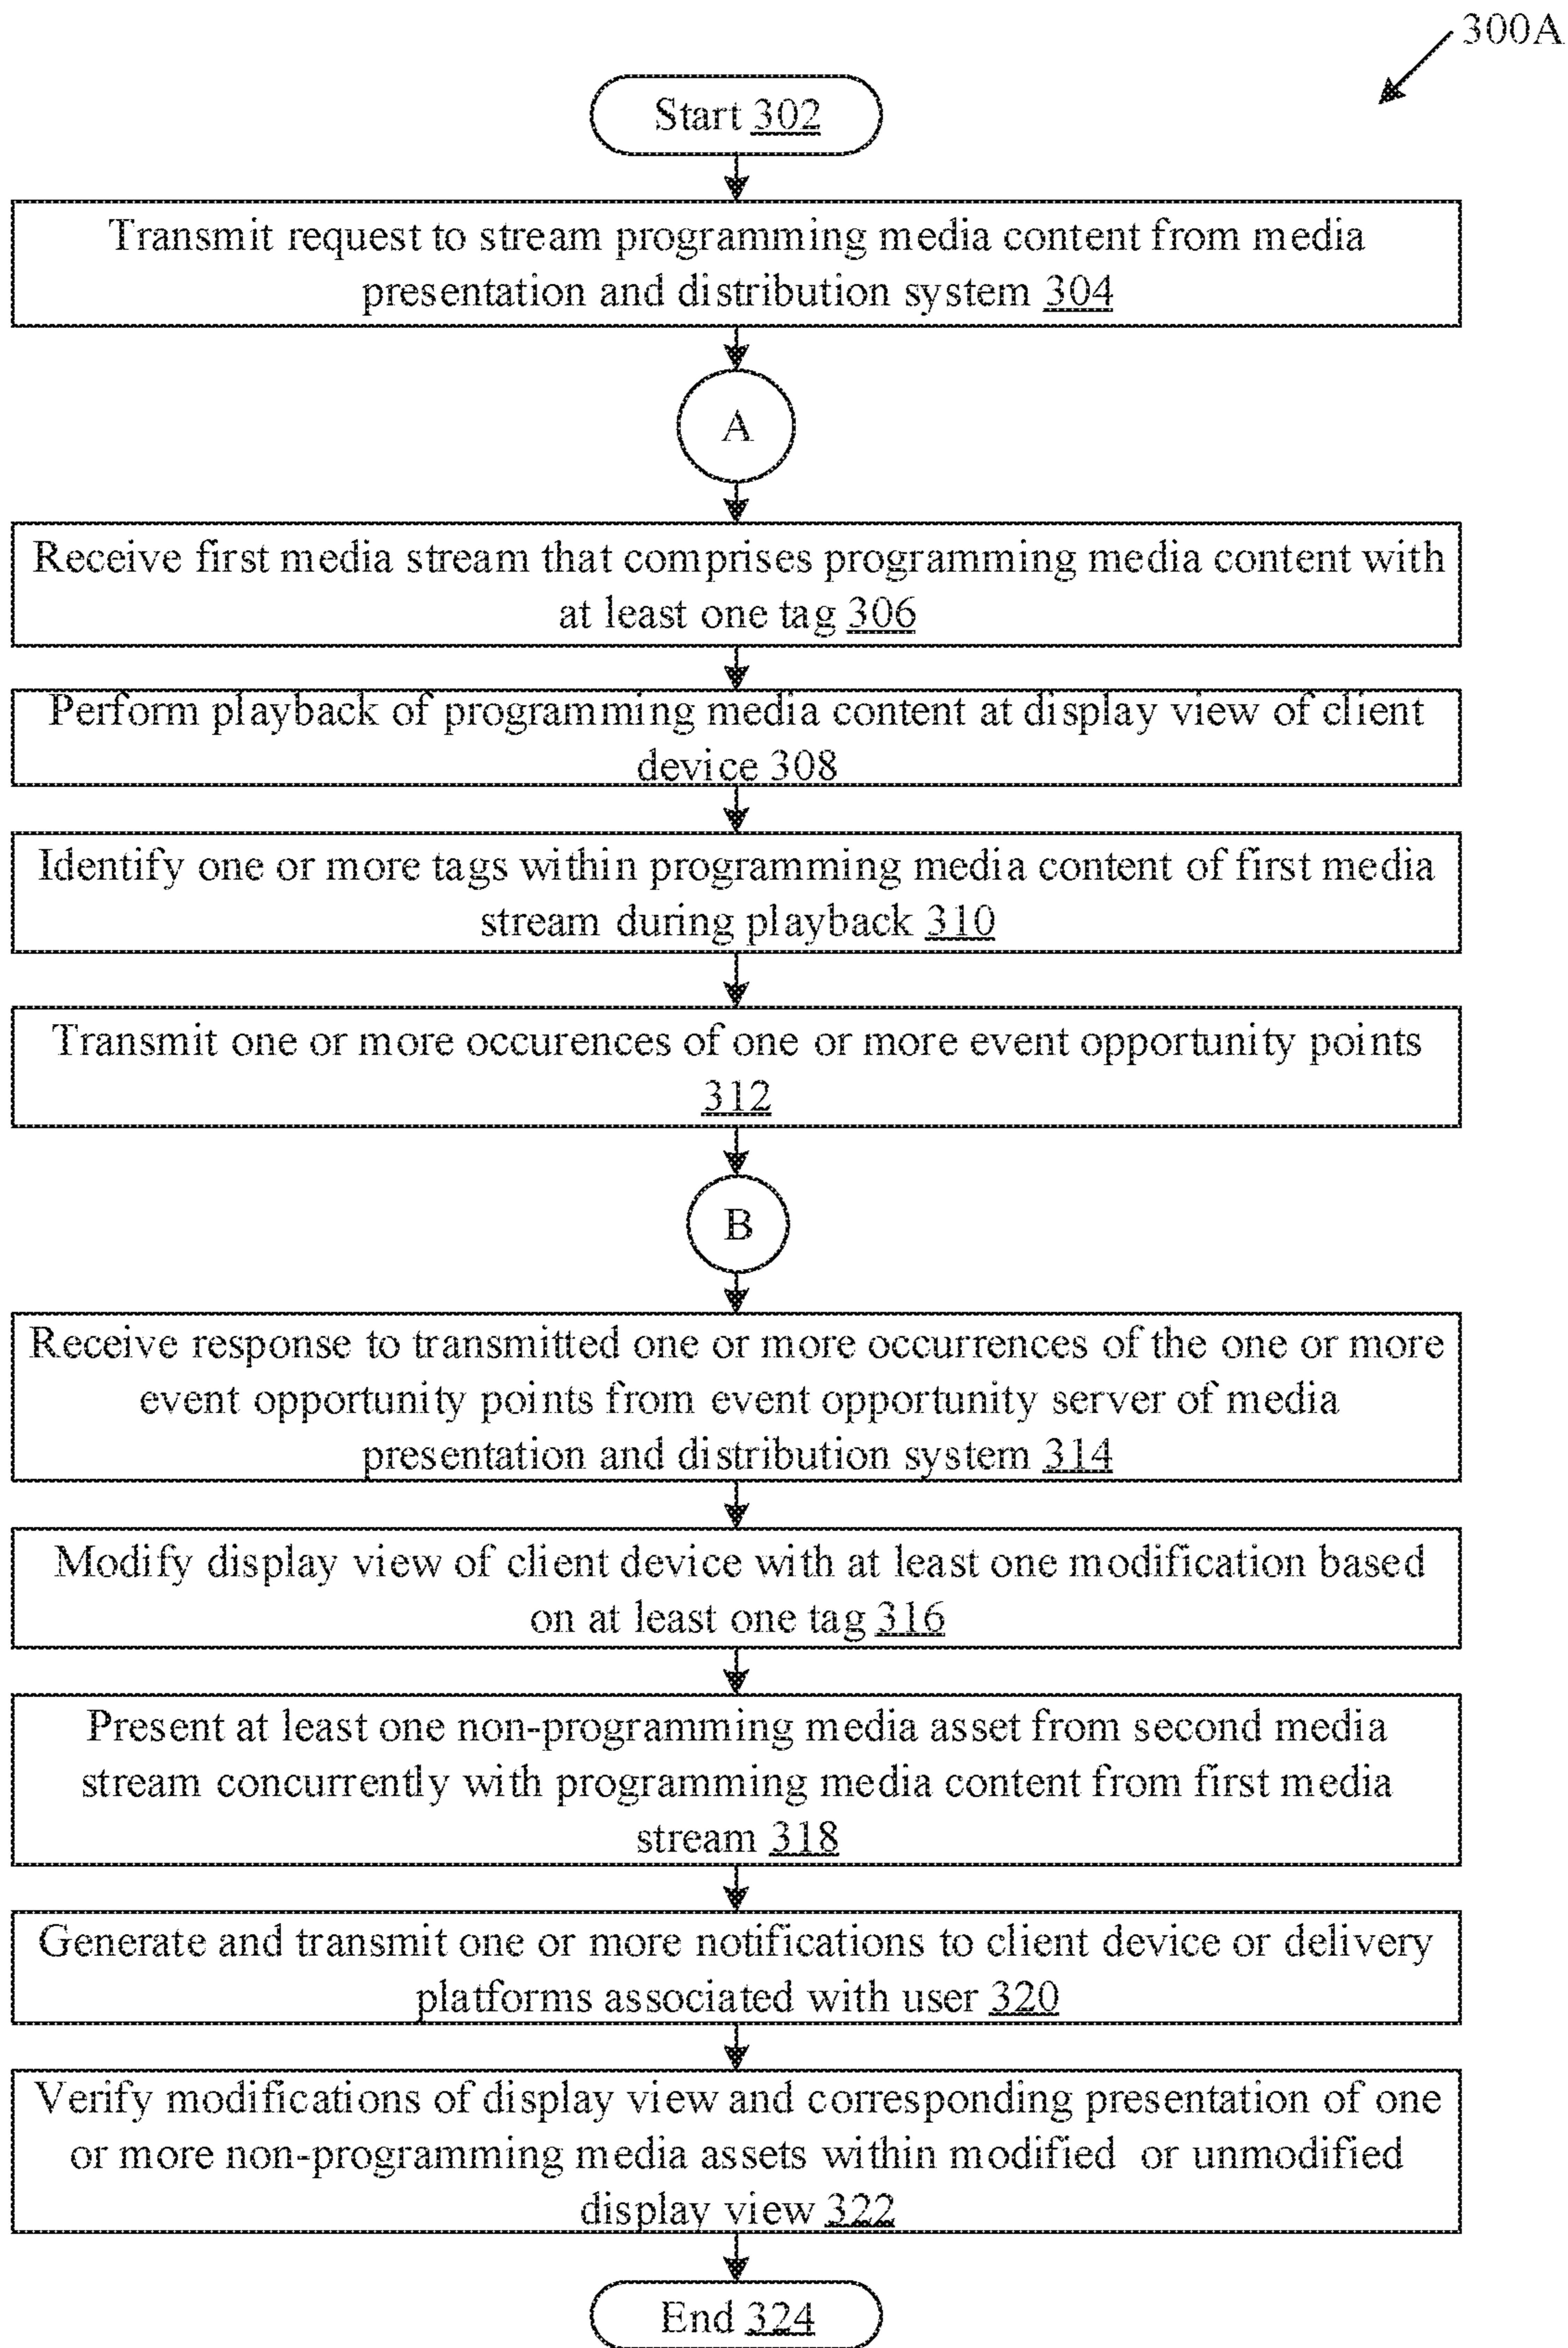 300A
Start 302
Transmit request to stream programming media content from media
presentation and distribution system 304
A
Receive first media stream that comprises programming media content with
at least one tag 306
Perform playback of programming media content at display view of client
device 308
Identify one or more tags within programming media content of first media
stream during playback 310
Transmit one or more occurences of one or more event opportunity points
312
B
Receive response to transmitted one or more occurrences of the one or more
event opportunity points from event opportunity server of media
presentation and distribution system 314
Modify display view of client device with at least one modification based
on at least one tag 316
Present at least one non-programming media asset from second media
stream concurrently with programming media content from first media
stream 318
Generate and transmit one or more notifications to client device or delivery
platforms associated with user 320
Verify modifications of display view and corresponding presentation of one
or more non-programming media assets within modified or unmodified
display view 322
End 324